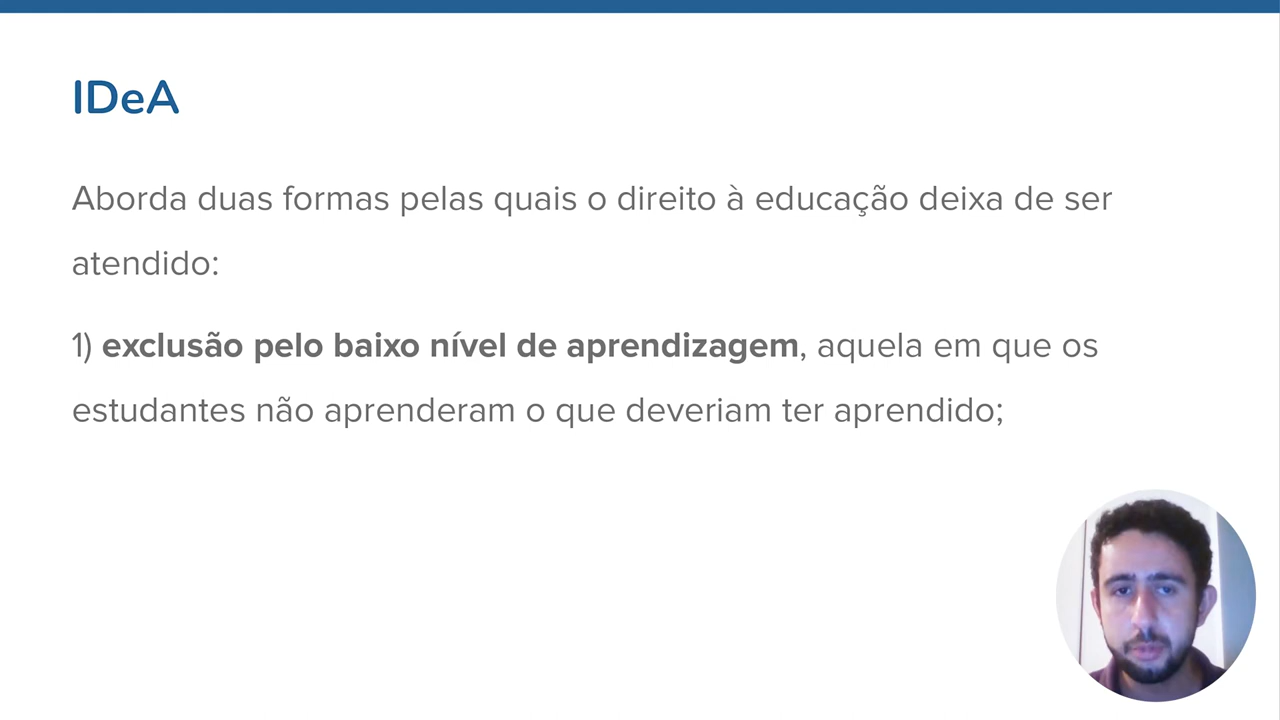 IDeA
Aborda duas formas pelas quais o direito à educação deixa de ser
atendido:
1) exclusão pelo baixo nível de aprendizagem, aquela em que os
estudantes não aprenderam o que deveriam ter aprendido;